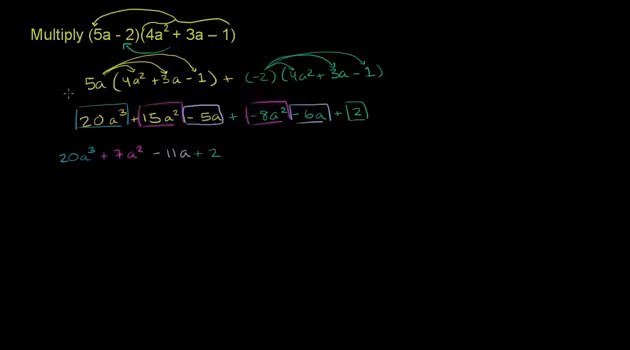 Multiply (5a - 2)(4a² + 3a - 1)
5a (4a² + 3a - 1) + (-2) (4a² + 3a - 1)
20a³ + 15a² - 5a + -8a² - 6a + 2
20a³ + 7a² - 11a + 2